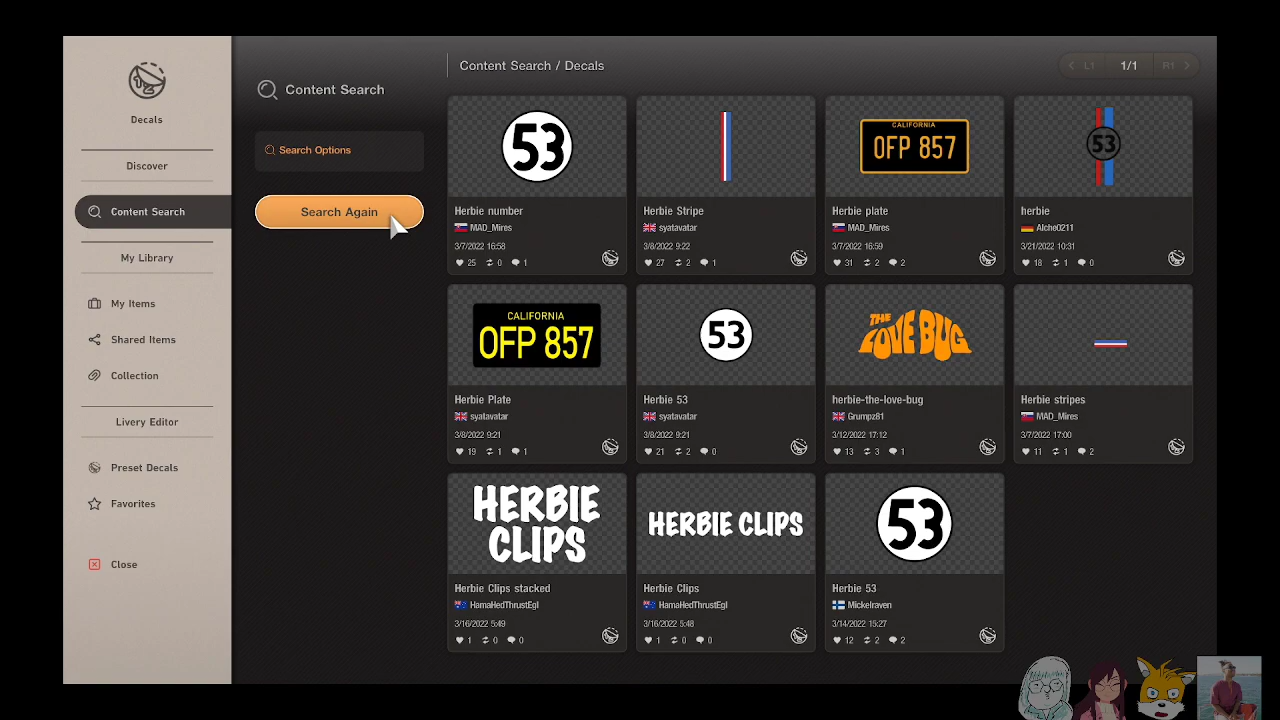 Decals
Discover
Content Search
My Library
My Items
Shared Items
Collection
Livery Editor
Preset Decals
Favorites
Close
Content Search
Search Options
Search Again
Content Search / Decals
L1
1/1
R1
53
Herbie number
MAD_Mires
3/7/2022 16:58
25 0 1
Herbie Stripe
syatavatar
3/8/2022 9:22
27 2 1
CALIFORNIA
OFP 857
Herbie plate
MAD_Mires
3/7/2022 16:59
31 2 2
53
herbie
Alche0211
3/21/2022 10:31
18 1 0
CALIFORNIA
OFP 857
Herbie Plate
syatavatar
3/8/2022 9:21
19 1 1
53
Herbie 53
syatavatar
3/8/2022 9:21
21 2 0
THE
LOVE BUG
herbie-the-love-bug
Grumpz81
3/12/2022 17:12
13 3 1
Herbie stripes
MAD_Mires
3/7/2022 17:00
11 1 2
HERBIE
CLIPS
Herbie Clips stacked
HamaHedThrustEgl
3/16/2022 5:49
1 0 0
HERBIE CLIPS
Herbie Clips
HamaHedThrustEgl
3/16/2022 5:48
1 0 0
53
Herbie 53
Mickelraven
3/14/2022 15:27
12 2 2